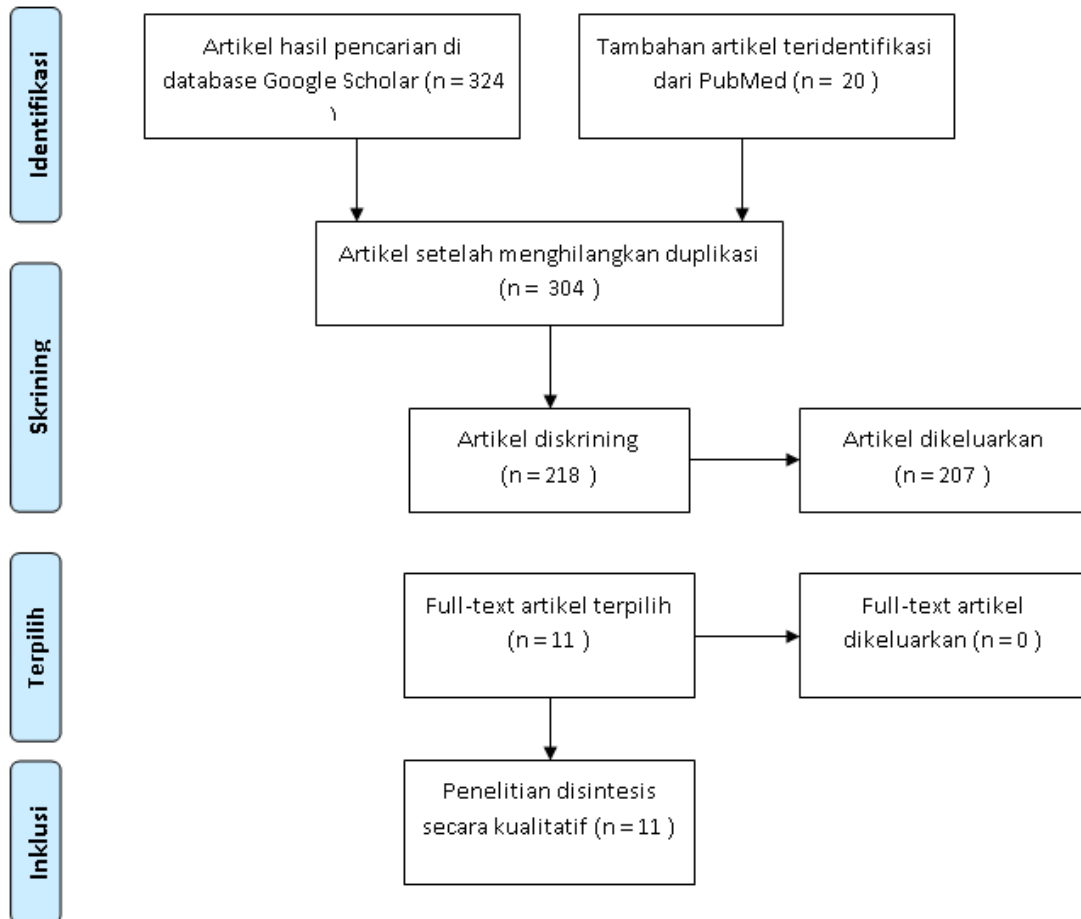 Identifikasi
Artikel hasil pencarian di
database Google Scholar (n = 324
)
Tambahan artikel teridentifikasi
dari PubMed (n = 20 )
Artikel setelah menghilangkan duplikasi
(n = 304 )
Skrining
Artikel diskrining
(n = 218 )
Artikel dikeluarkan
(n = 207 )
Terpilih
Full-text artikel terpilih
(n = 11 )
Full-text artikel
dikeluarkan (n = 0 )
Inklusi
Penelitian disintesis
secara kualitatif (n = 11 )